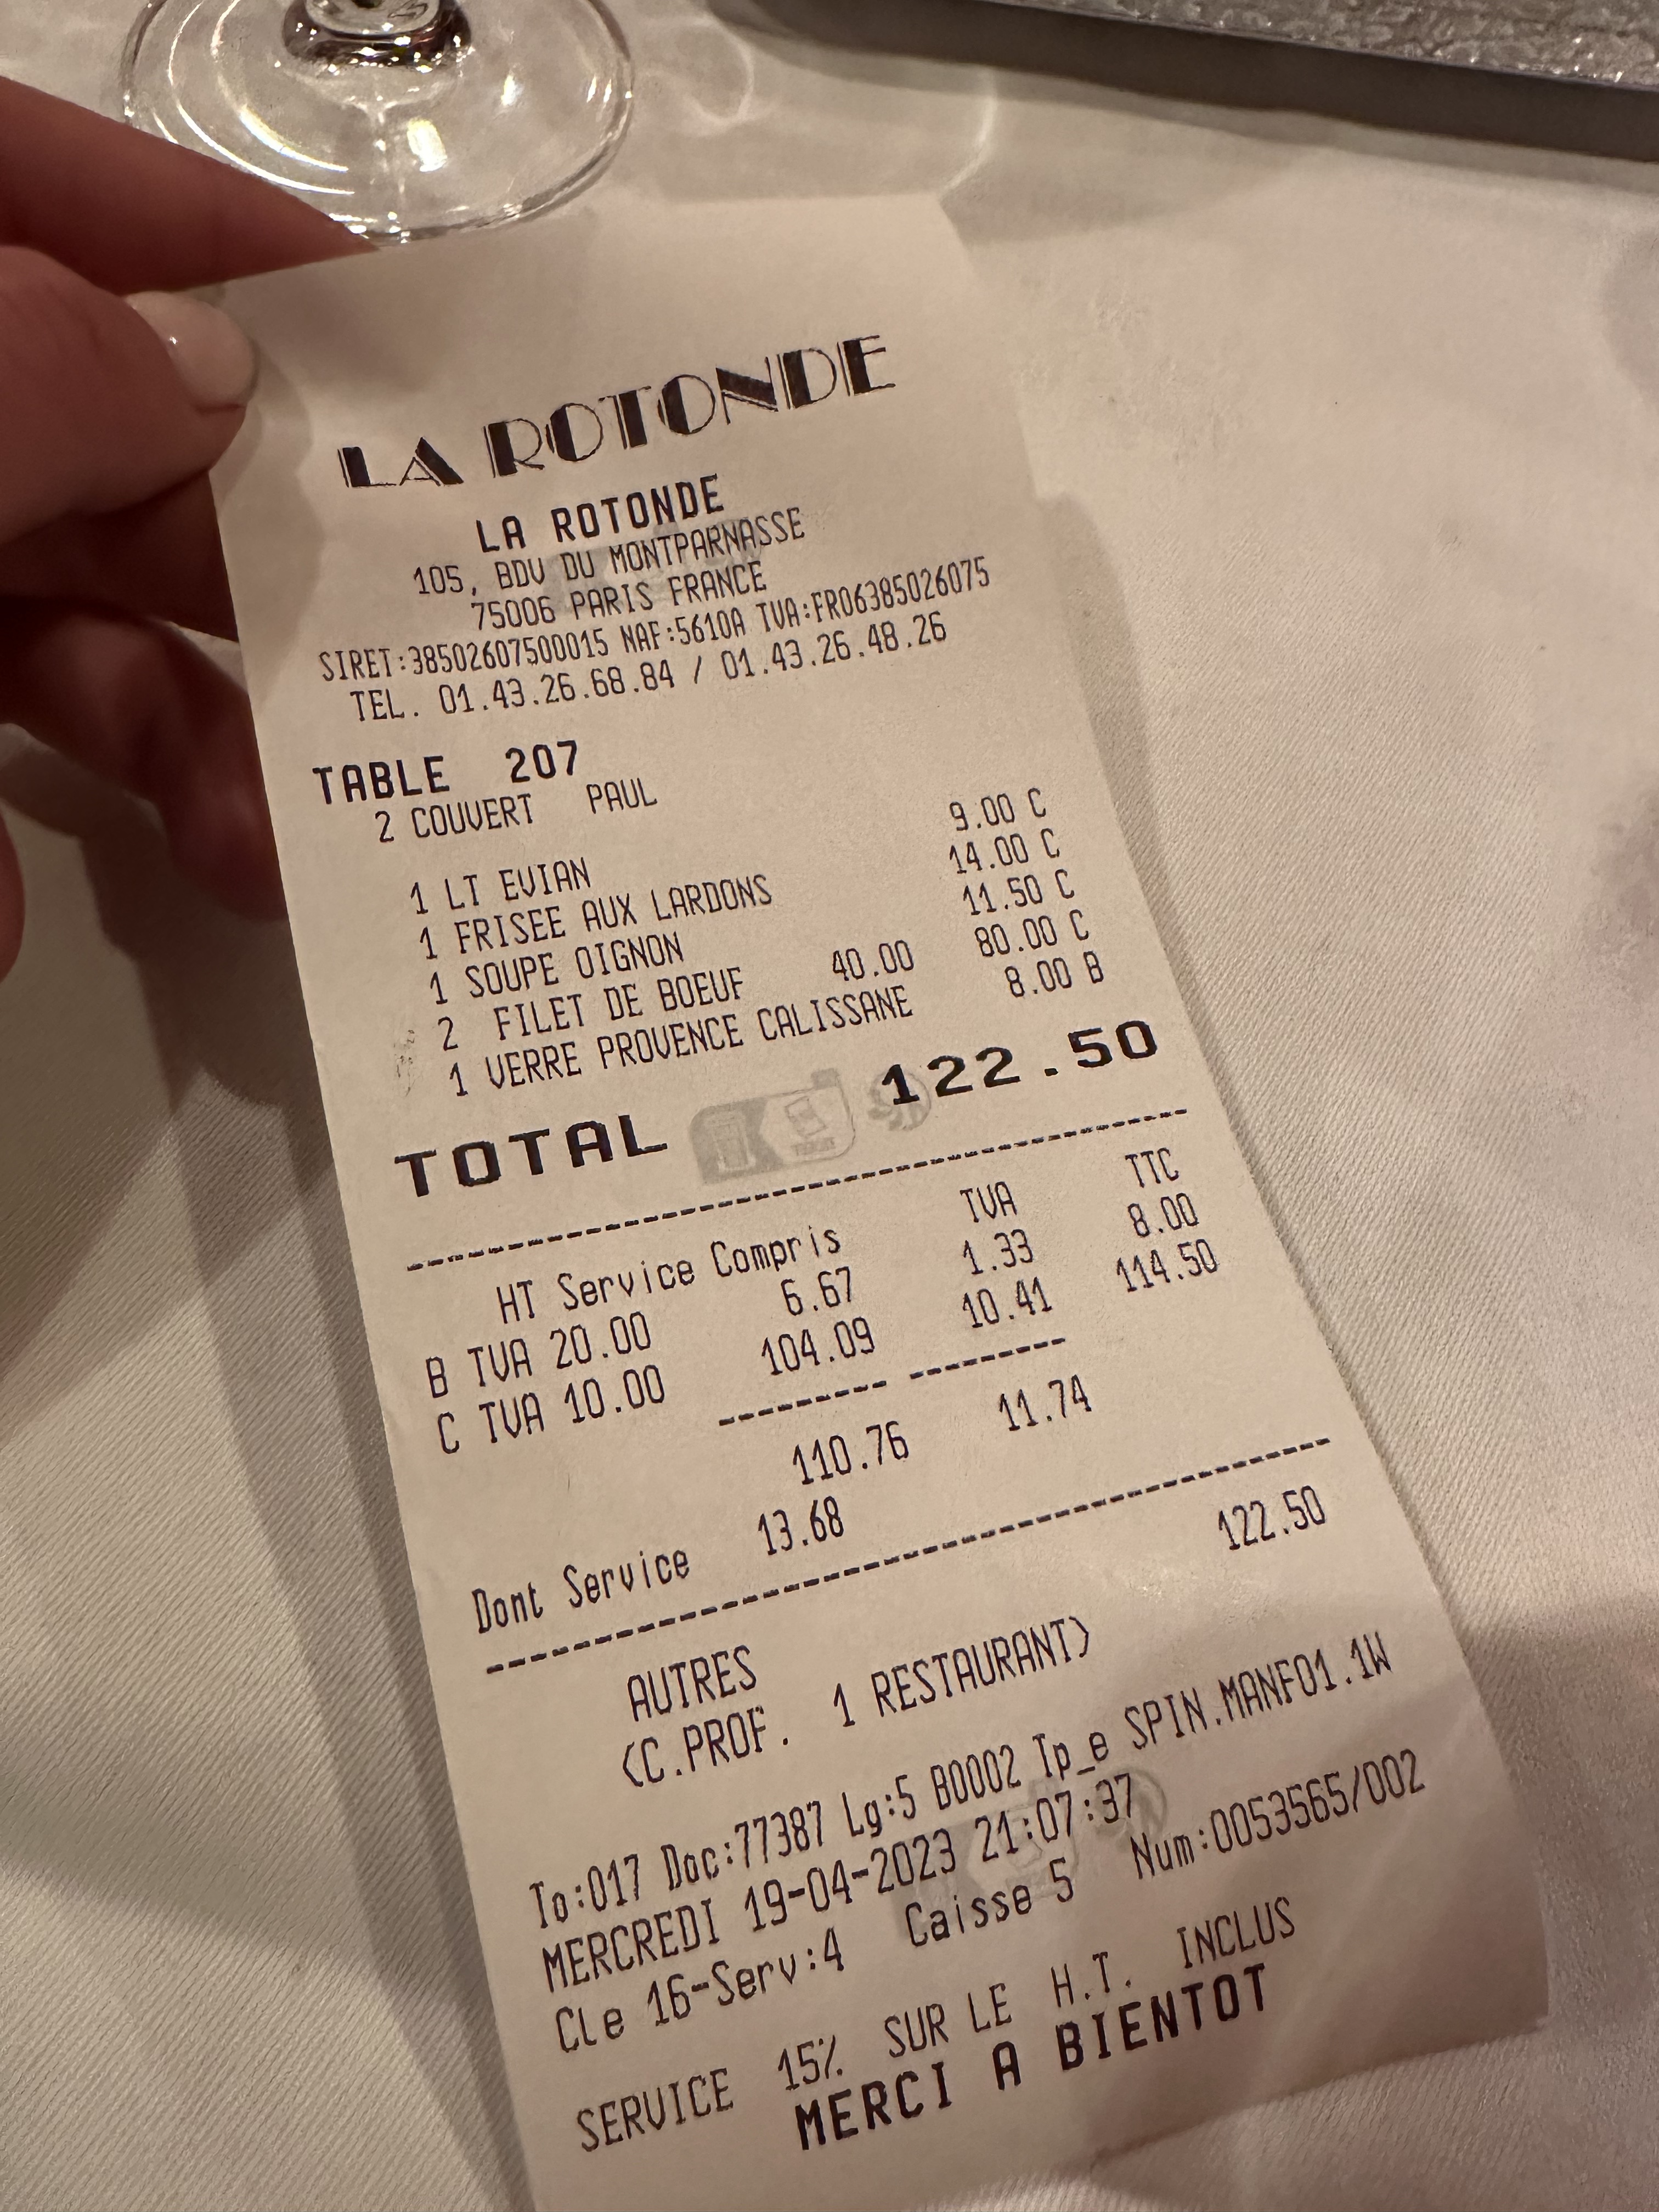 LA ROTONDE
LA ROTONDE
105, BDV DU MONTPARNASSE
75006 PARIS FRANCE
SIRET:38502607500015 NAF:5610A TVA:FR06385026075
TEL. 01.43.26.68.84 / 01.43.26.48.26
TABLE 207
2 COUVERT PAUL
1 LT EVIAN 9.00 C
1 FRISEE AUX LARDONS 14.00 C
1 SOUPE OIGNON 11.50 C
2 FILET DE BOEUF 40.00 80.00 C
1 VERRE PROVENCE CALISSANE 8.00 B
TOTAL 122.50
HT Service Compris TVA TTC
B TVA 20.00 6.67 1.33 8.00
C TVA 10.00 104.09 10.41 114.50
110.76 11.74
Dont Service 13.68
AUTRES 122.50
(C.PROF. 1 RESTAURANT)
To:017 Doc:77387 Lg:5 B0002 Tp_e SPIN.MANF01.1W
MERCREDI 19-04-2023 21:07:37
Cle 16-Serv:4 Caisse 5 Num:0053565/002
SERVICE 15% SUR LE H.T. INCLUS
MERCI A BIENTOT